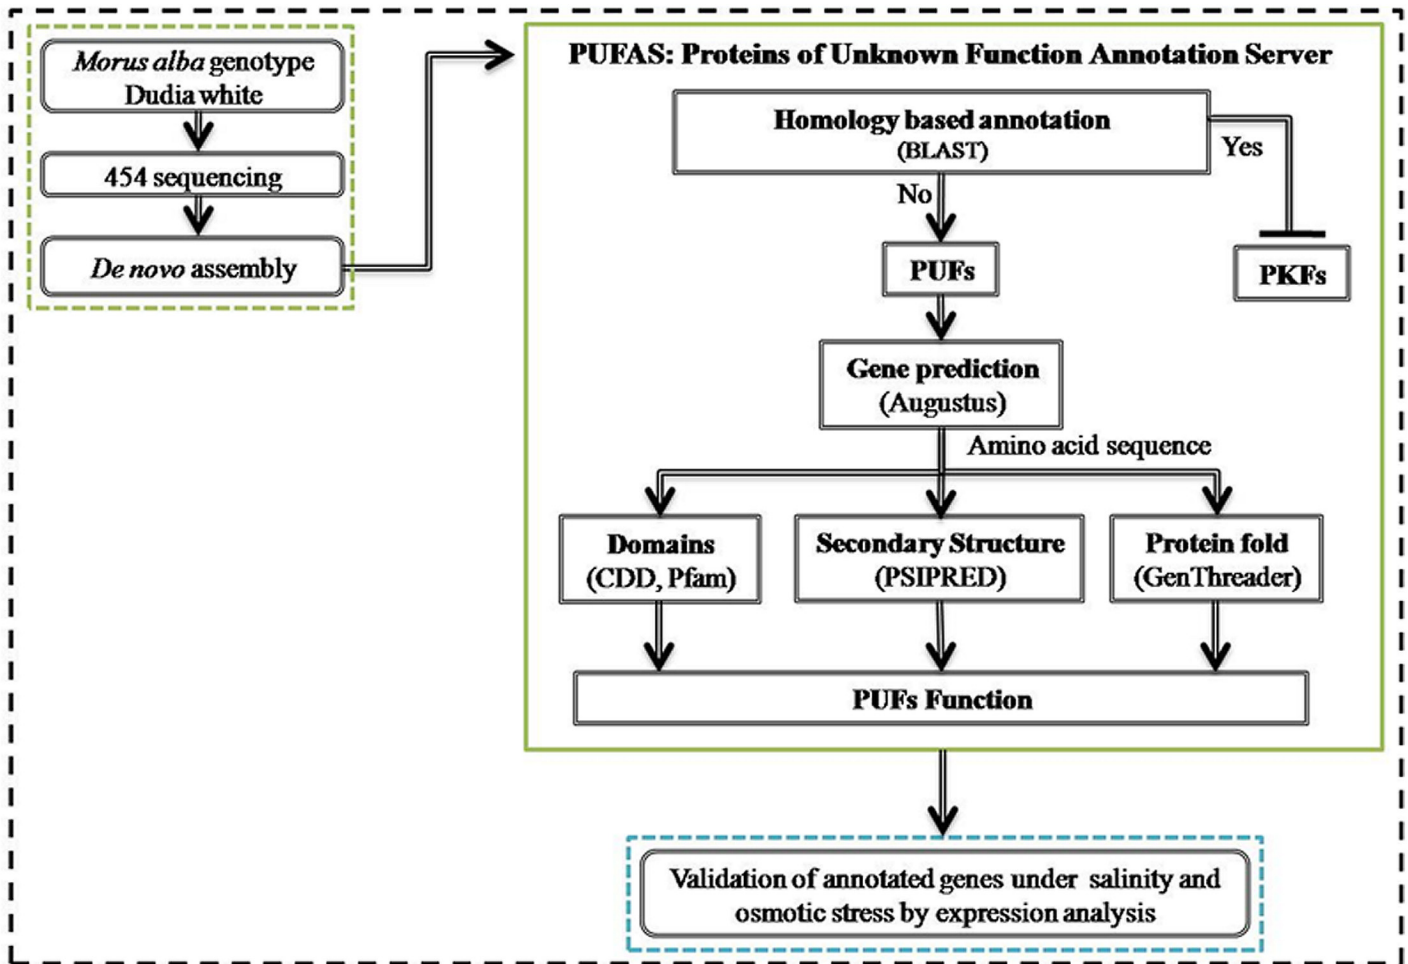 Morus alba genotype
Dudia white
454 sequencing
De novo assembly
PUFAS: Proteins of Unknown Function Annotation Server
Homology based annotation
(BLAST)
Yes
No
PUFs
PKFs
Gene prediction
(Augustus)
Amino acid sequence
Domains
(CDD, Pfam)
Secondary Structure
(PSIPRED)
Protein fold
(GenThreader)
PUFs Function
Validation of annotated genes under salinity and
osmotic stress by expression analysis